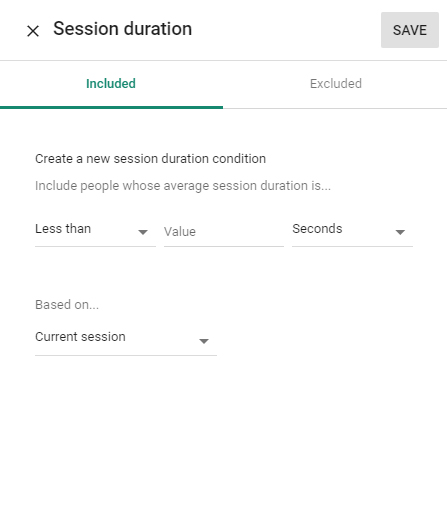 Session duration
SAVE
Included
Excluded
Create a new session duration condition
Include people whose average session duration is...
Less than
Value
Seconds
Based on...
Current session